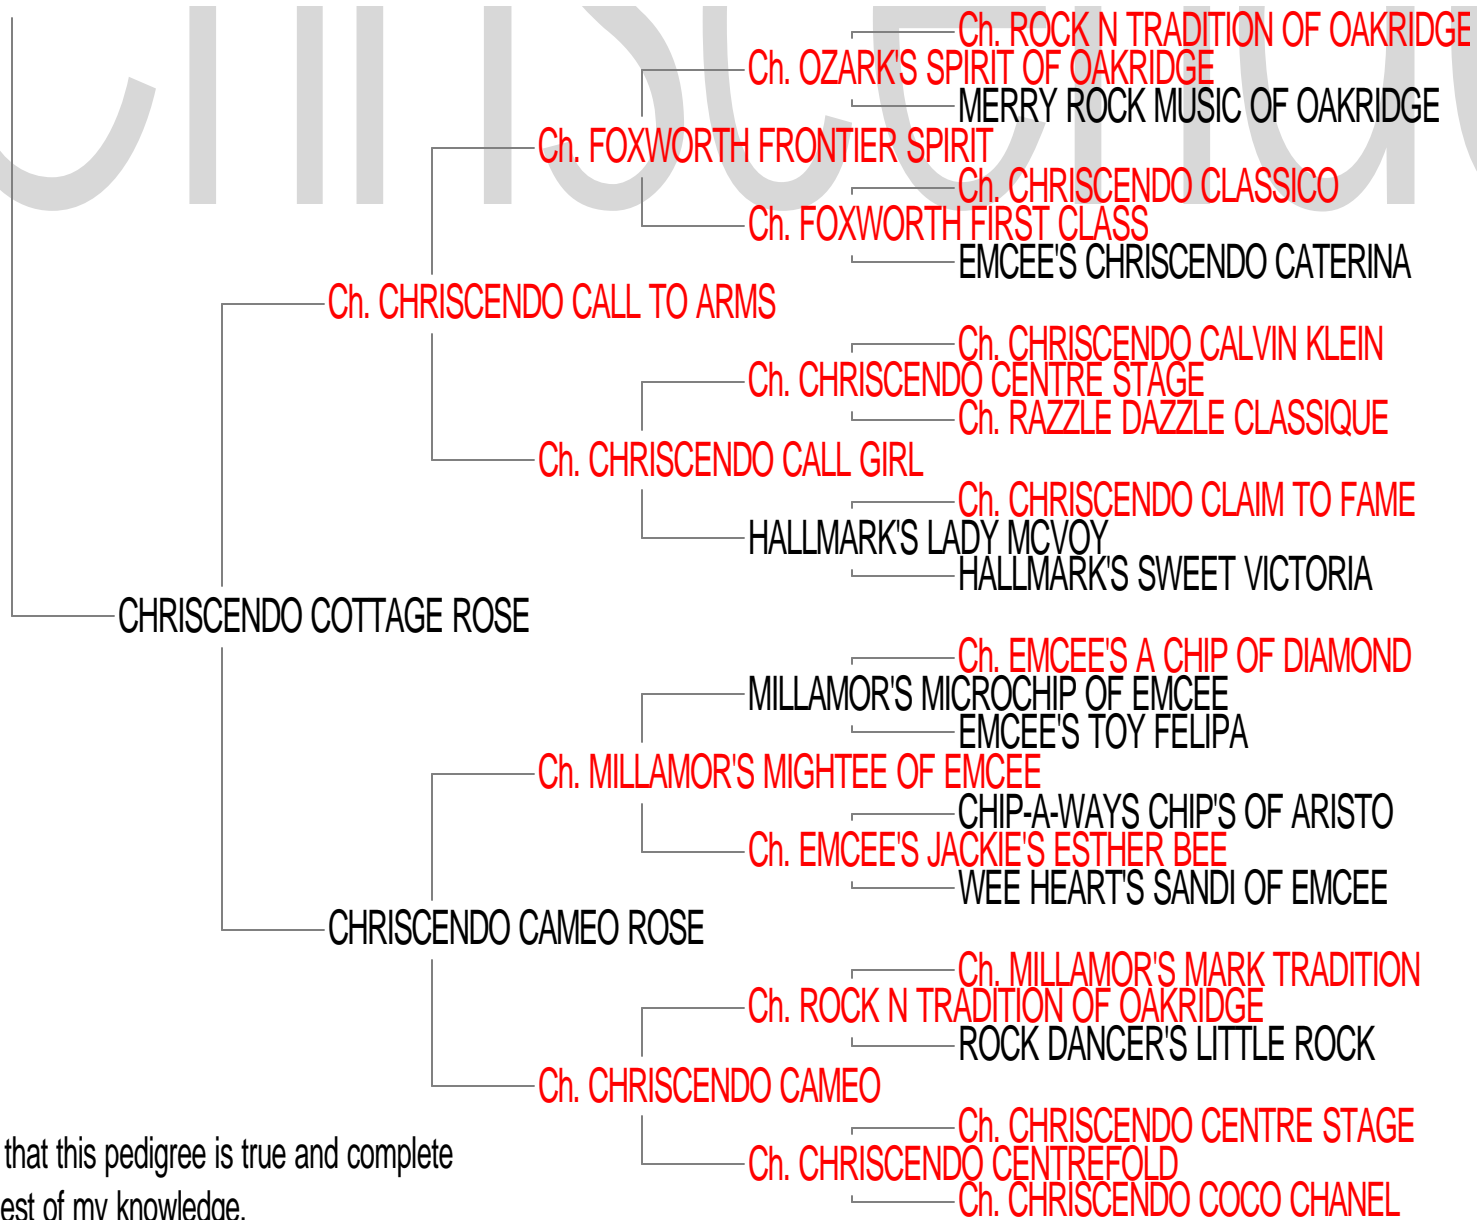 Chriscendo
Ch. ROCK N TRADITION OF OAKRIDGE
Ch. OZARK'S SPIRIT OF OAKRIDGE
MERRY ROCK MUSIC OF OAKRIDGE
Ch. FOXWORTH FRONTIER SPIRIT
Ch. CHRISCENDO CLASSICO
Ch. FOXWORTH FIRST CLASS
EMCEE'S CHRISCENDO CATERINA
Ch. CHRISCENDO CALL TO ARMS
Ch. CHRISCENDO CALVIN KLEIN
Ch. CHRISCENDO CENTRE STAGE
Ch. RAZZLE DAZZLE CLASSIQUE
Ch. CHRISCENDO CALL GIRL
Ch. CHRISCENDO CLAIM TO FAME
HALLMARK'S LADY MCVOY
HALLMARK'S SWEET VICTORIA
CHRISCENDO COTTAGE ROSE
Ch. EMCEE'S A CHIP OF DIAMOND
MILLAMOR'S MICROCHIP OF EMCEE
EMCEE'S TOY FELIPA
Ch. MILLAMOR'S MIGHTEE OF EMCEE
CHIP-A-WAYS CHIP'S OF ARISTO
Ch. EMCEE'S JACKIE'S ESTHER BEE
WEE HEART'S SANDI OF EMCEE
CHRISCENDO CAMEO ROSE
Ch. MILLAMOR'S MARK TRADITION
Ch. ROCK N TRADITION OF OAKRIDGE
ROCK DANCER'S LITTLE ROCK
Ch. CHRISCENDO CAMEO
Ch. CHRISCENDO CENTRE STAGE
Ch. CHRISCENDO CENTREFOLD
Ch. CHRISCENDO COCO CHANEL
that this pedigree is true and complete
est of my knowledge.